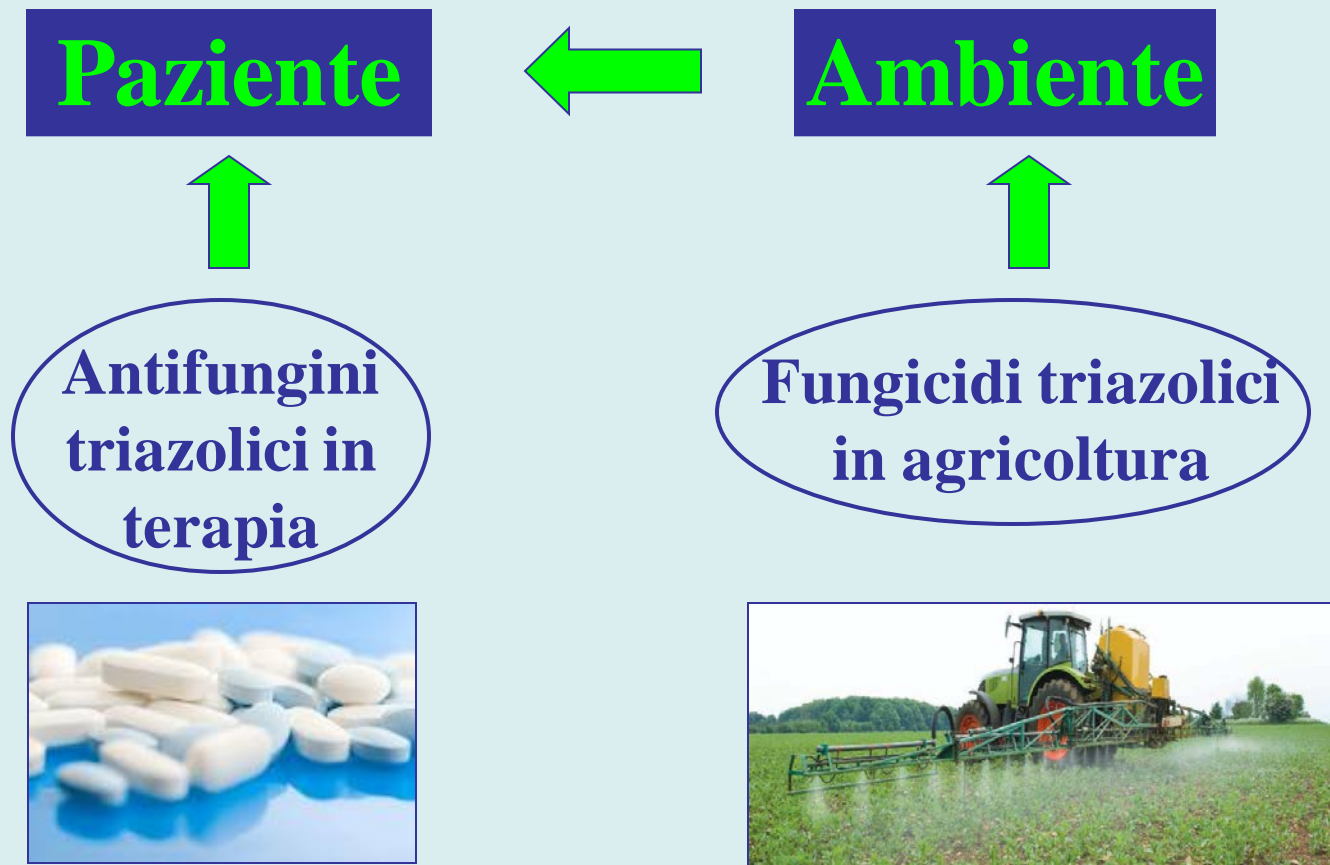 Paziente
Ambiente
Antifungini
triazolici in
terapia
Fungicidi triazolici
in agricoltura